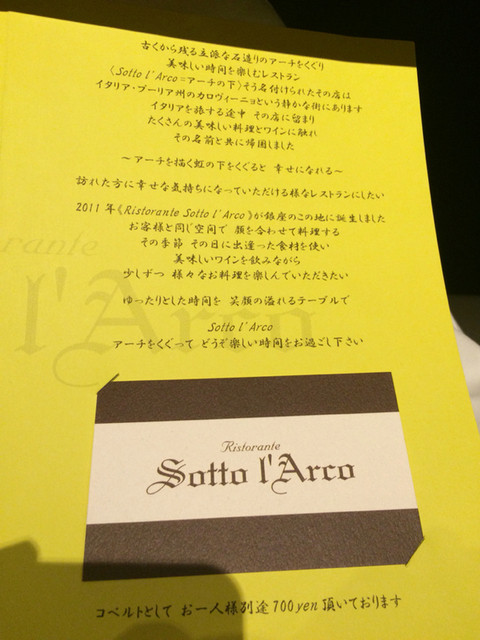 古くから残る立派な石造りのアーチをくぐり
美味しい時間を楽しむレストラン
《Sotto l'Arco＝アーチの下》そう名付けられたその店は
イタリア・プーリア州のカロヴィーニョという静かな街にあります
イタリアを旅する途中 その店に留まり
たくさんの美味しい料理とワインに触れ
その名前と共に帰国しました
～アーチを描く虹の下をくぐると 幸せになれる～
訪れた方に幸せな気持ちになっていただける様なレストランにしたい
2011年《Ristorante Sotto l'Arco》が銀座のこの地に誕生しました
お客様と同じ空間で 顔を合わせて料理する
その季節 その日に出逢った食材を使い
美味しいワインを飲みながら
少しずつ 様々なお料理を楽しんでいただきたい
ゆったりとした時間を 笑顔の溢れるテーブルで
Sotto l'Arco
アーチをくぐって どうぞ楽しい時間をお過ごし下さい
rante
l'Arco
Ristorante
Sotto l'Arco
コペルトとして お一人様別途700yen頂いております